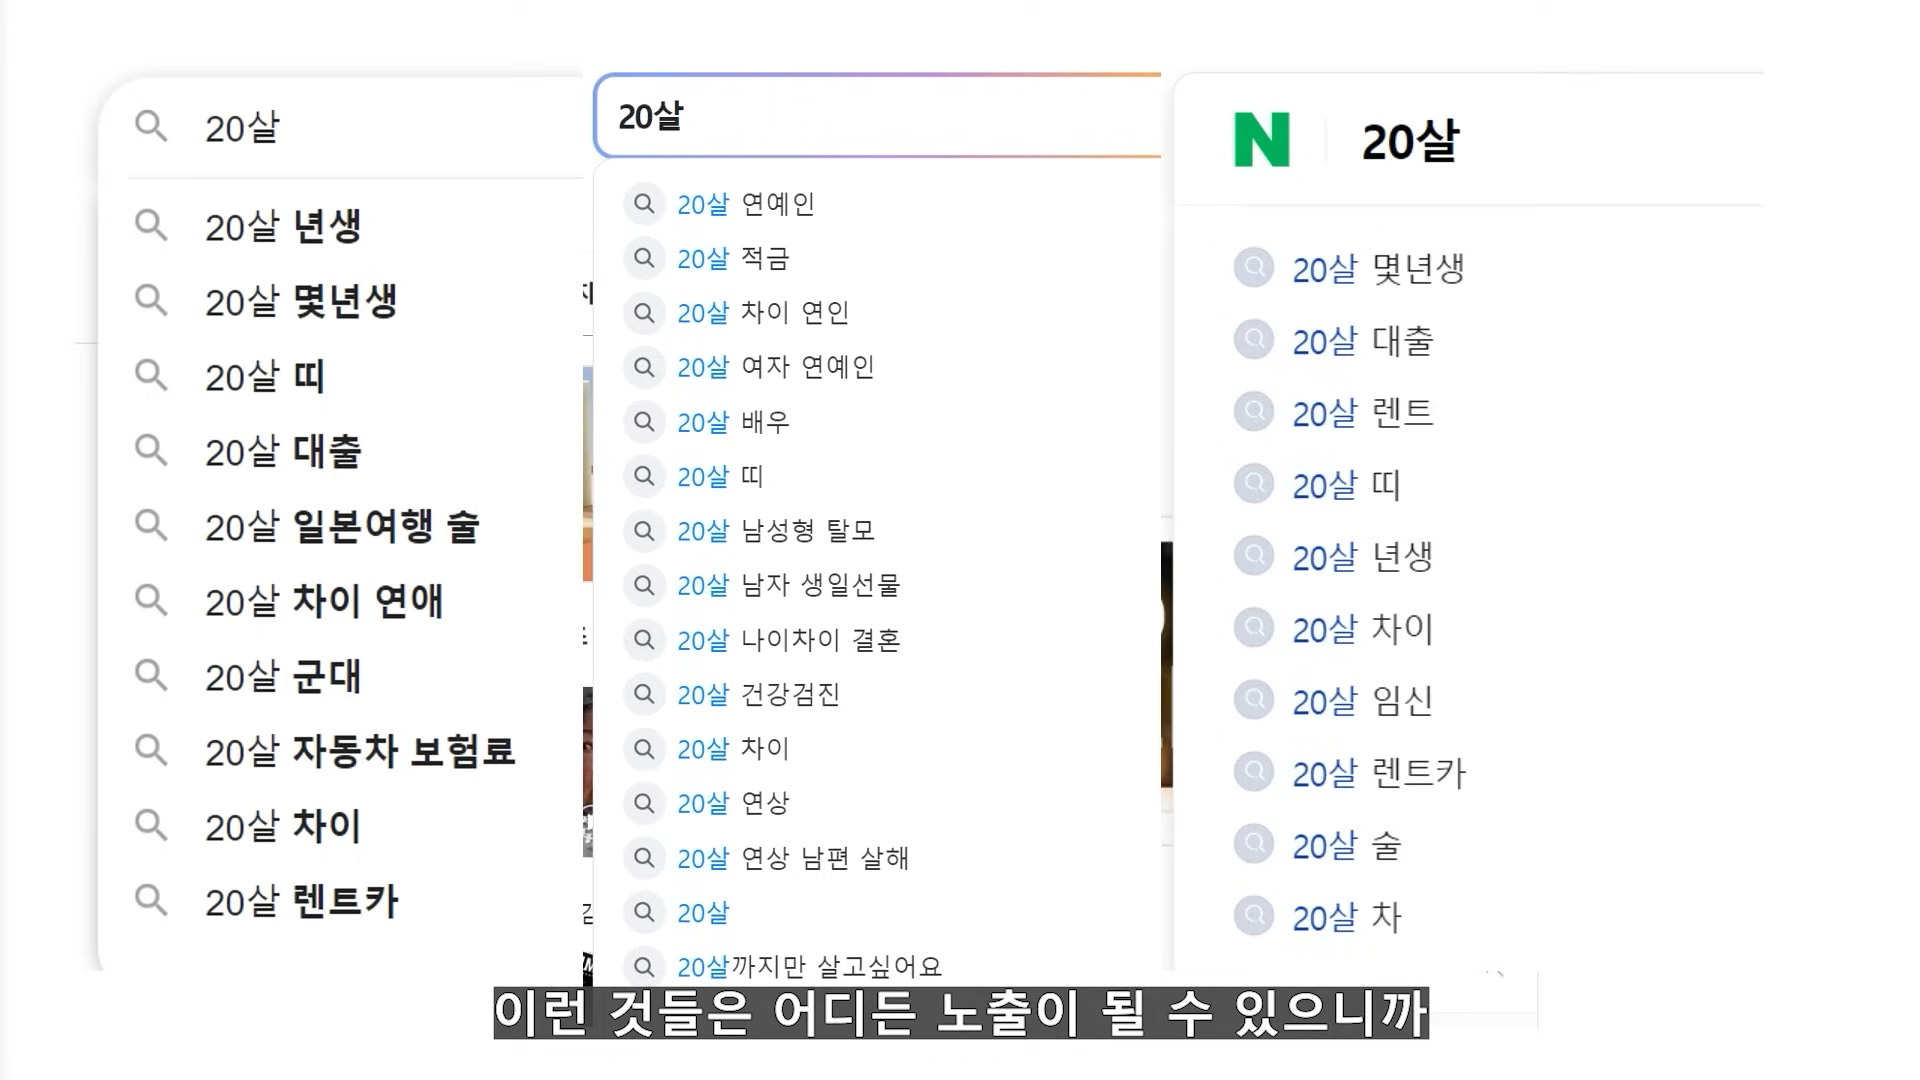 20살
20살 년생
20살 몇년생
20살 띠
20살 대출
20살 일본여행 술
20살 차이 연애
20살 군대
20살 자동차 보험료
20살 차이
20살 렌트카
20살
20살 연예인
20살 적금
20살 차이 연인
20살 여자 연예인
20살 배우
20살 띠
20살 남성형 탈모
20살 남자 생일선물
20살 나이차이 결혼
20살 건강검진
20살 차이
20살 연상
20살 연상 남편 살해
20살
20살까지만 살고싶어요
N 20살
20살 몇년생
20살 대출
20살 렌트
20살 띠
20살 년생
20살 차이
20살 임신
20살 렌트카
20살 술
20살 차
이런 것들은 어디든 노출이 될 수 있으니까